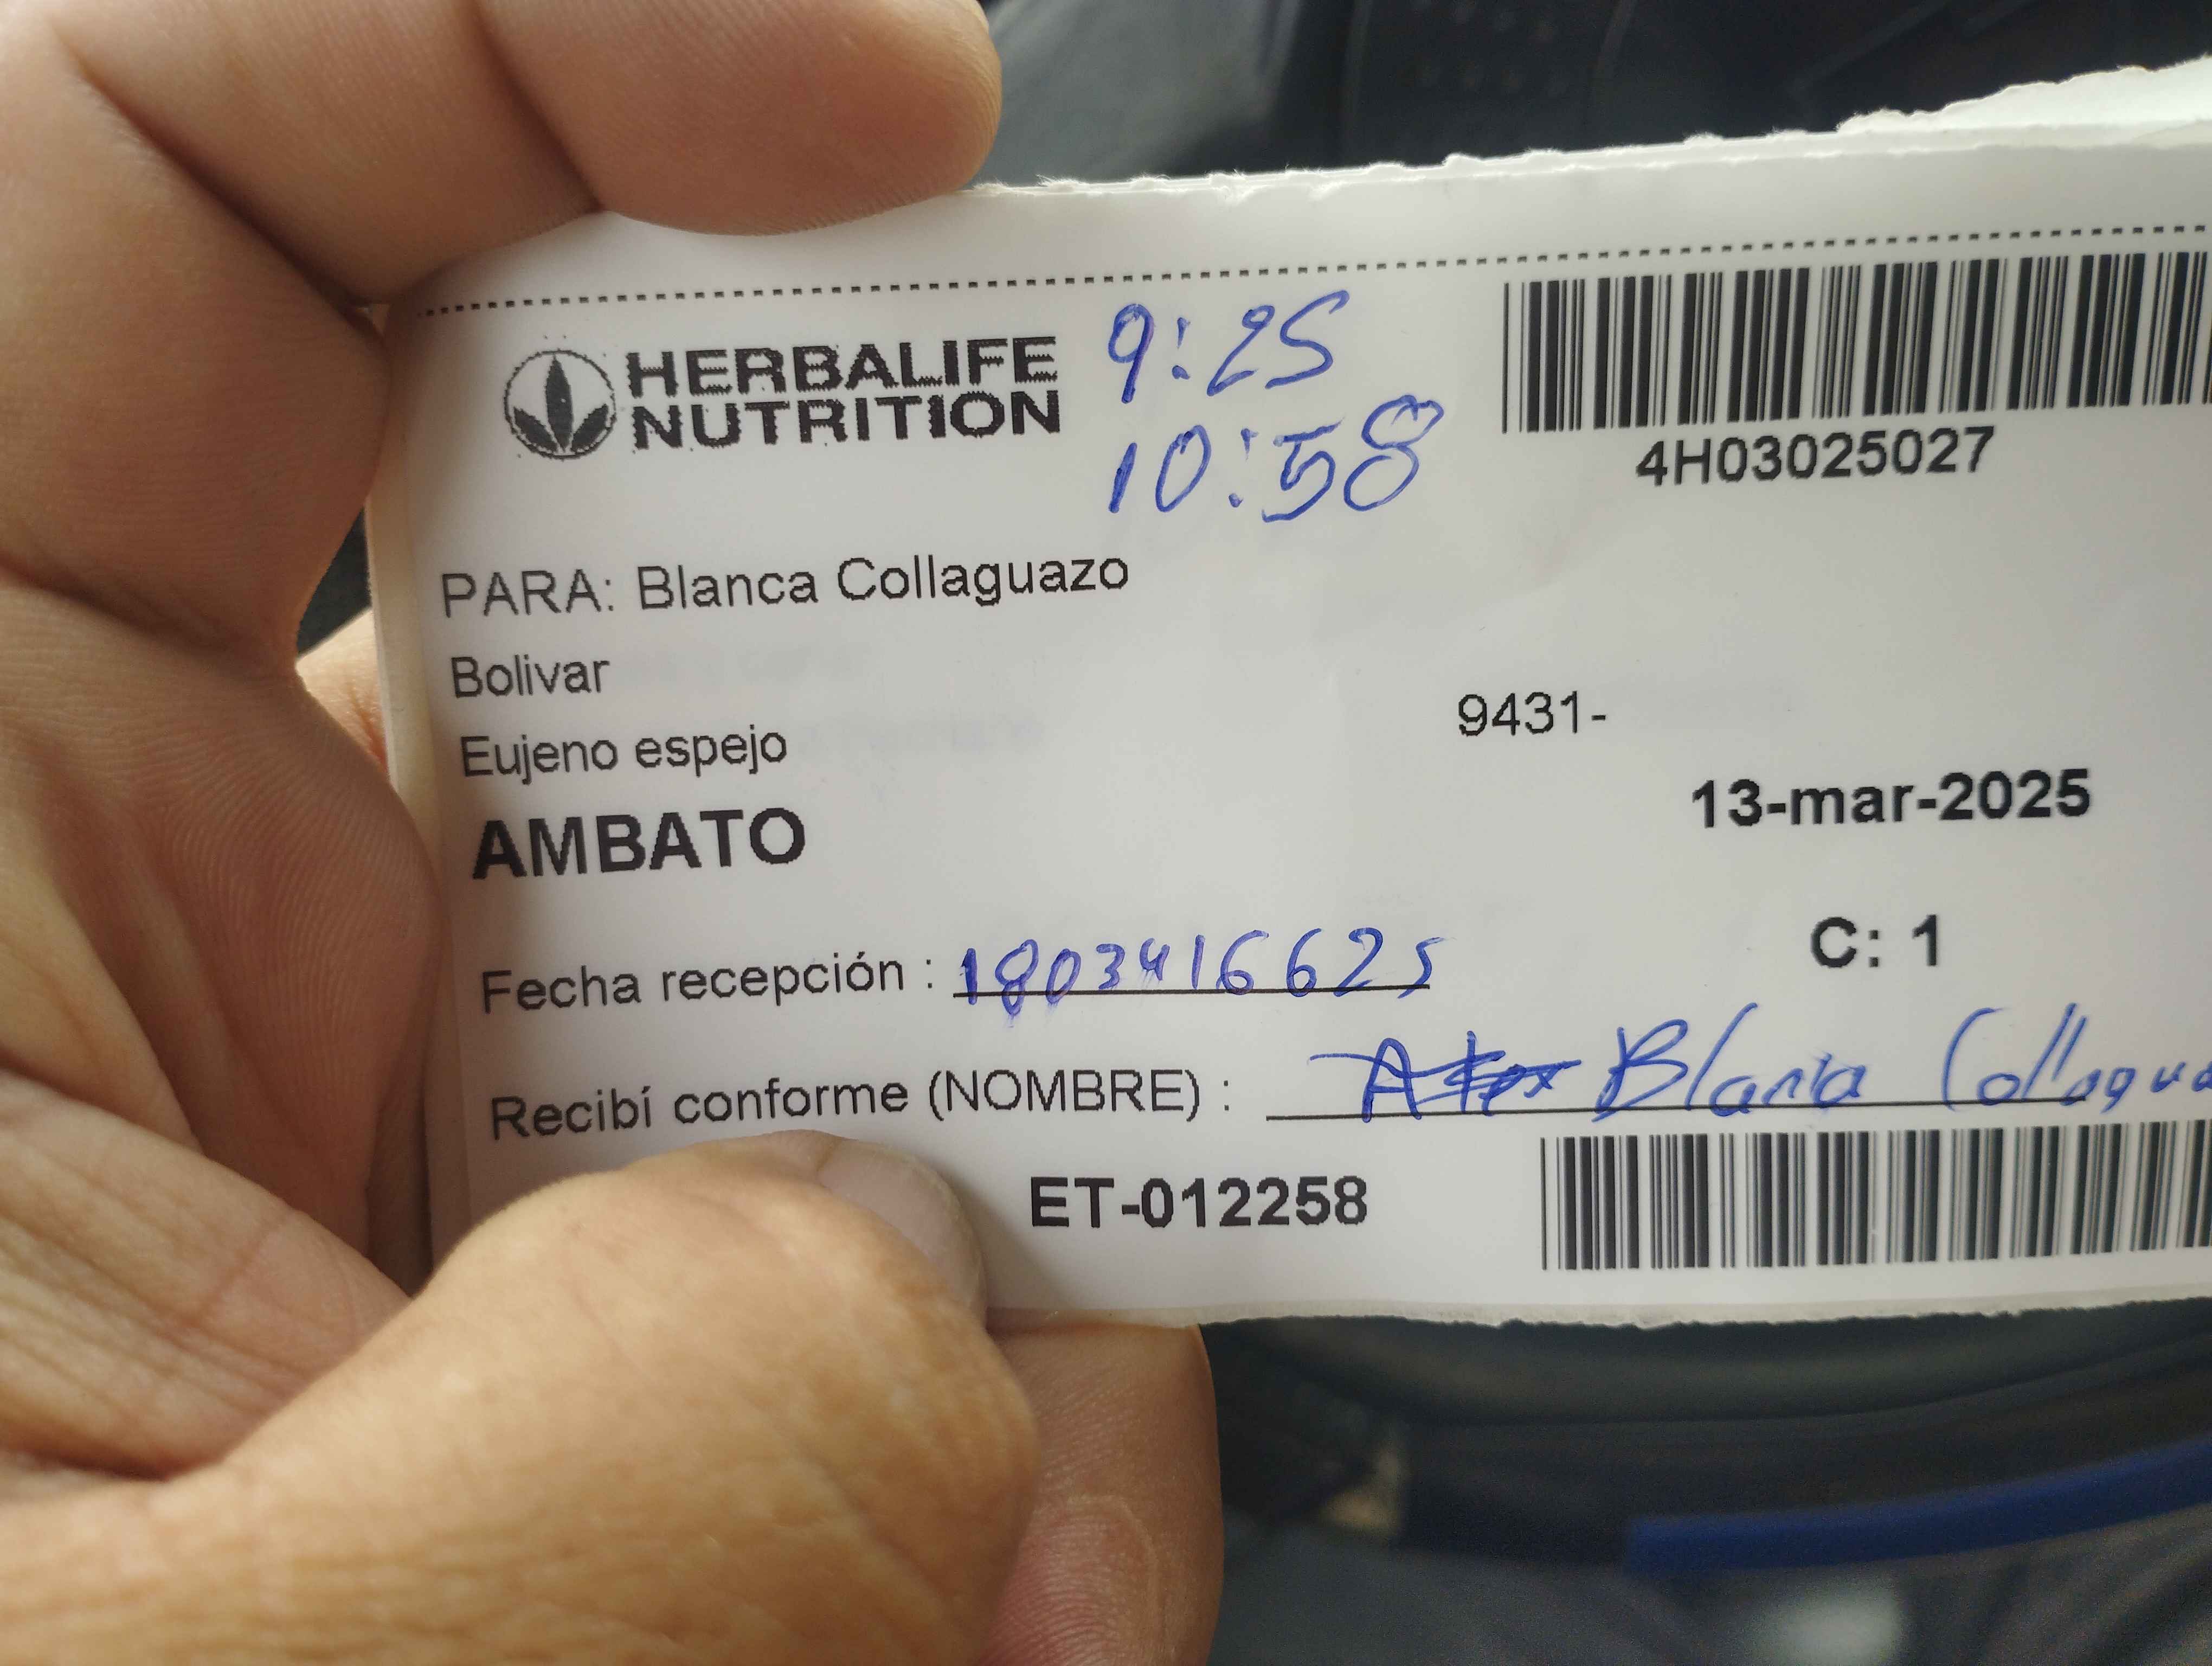 HERBALIFE
NUTRITION
9:25
10:58
4H03025027
PARA: Blanca Collaguazo
Bolivar
Eujeno espejo
9431-
AMBATO
13-mar-2025
Fecha recepción : 1803416625
C: 1
Recibí conforme (NOMBRE) : Blanca Collagua
ET-012258